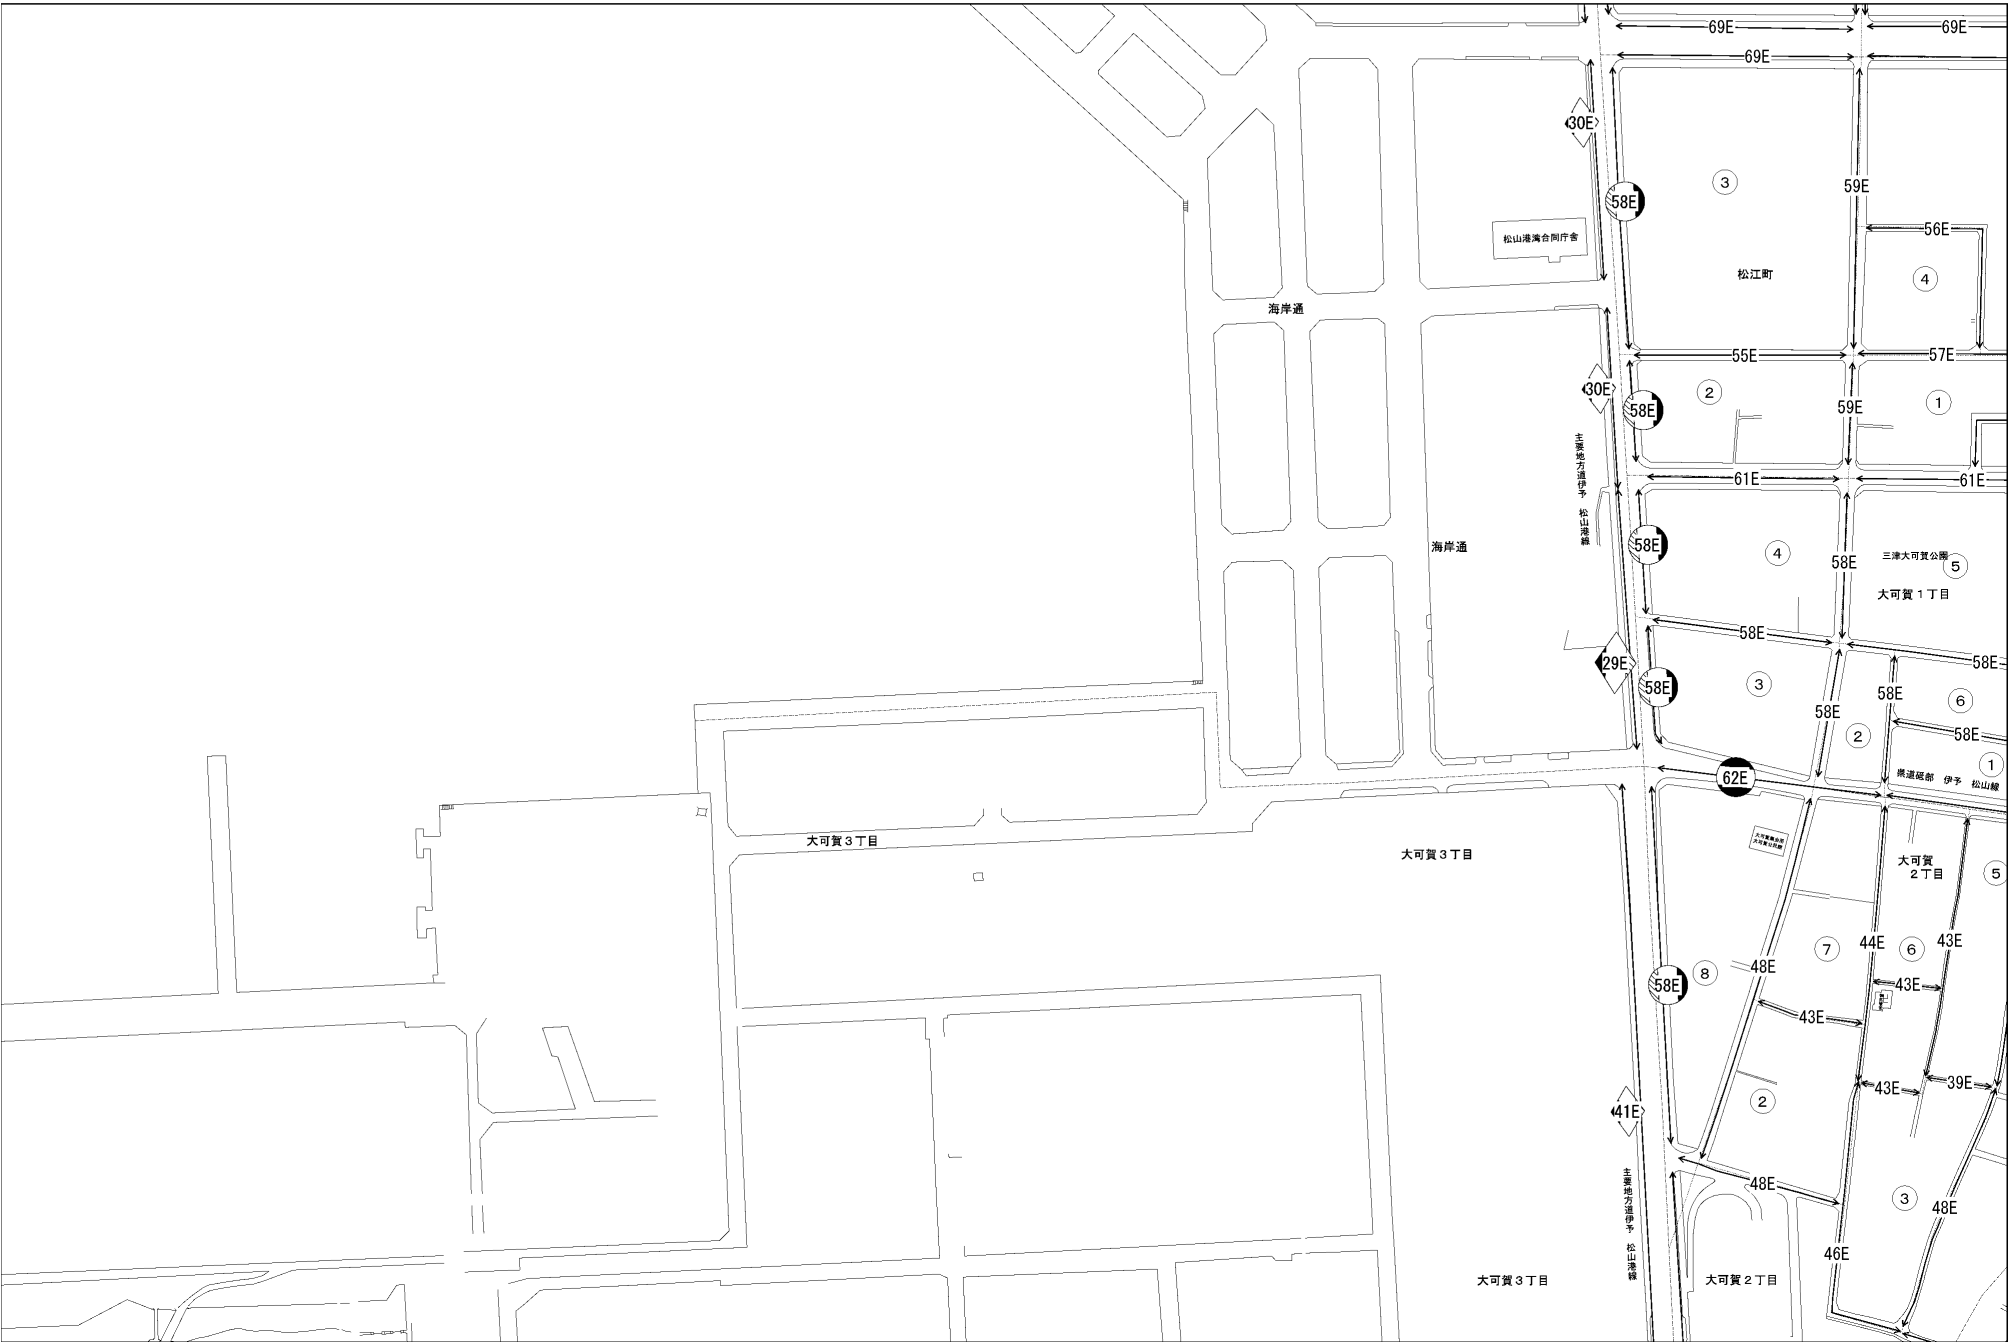 69E
69E
69E
30E
③
59E
58E
56E
松山港湾合同庁舎
松江町
④
海岸通
55E
57E
30E
②
①
58E
59E
主要地方道伊予 松山港線
61E
61E
58E
海岸通
④
三津大可賀公園
58E
⑤
大可賀1丁目
58E
29E
58E
58E
③
58E
⑥
58E
②
58E
①
62E
県道砥部 伊予 松山線
大可賀3丁目
大可賀3丁目
大可賀
2丁目
⑤
⑦
44E
⑥
43E
48E
⑧
58E
43E
43E
43E
39E
②
41E
48E
③
48E
主要地方道伊予 松山港線
46E
大可賀3丁目
大可賀2丁目